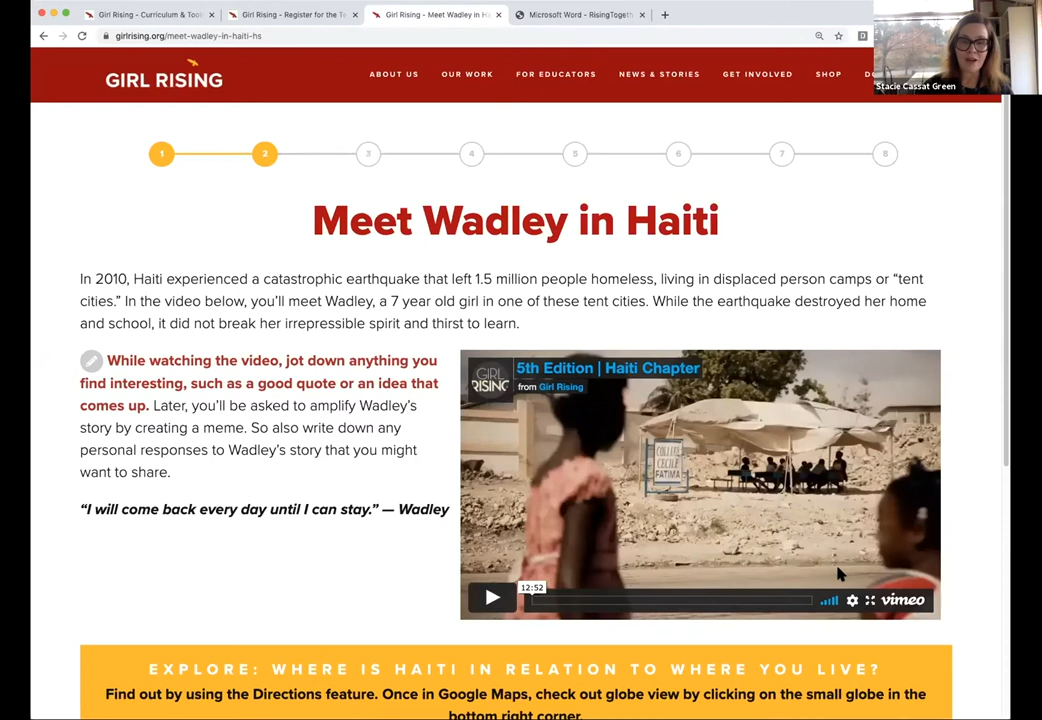 Girl Rising - Curriculum & Tool
Girl Rising - Register for the Te
Girl Rising - Meet Wadley in Ha
Microsoft Word - RisingTogeth
girlrising.org/meet-wadley-in-haiti-hs
Stacie Cassat Green
GIRL RISING
ABOUT US OUR WORK FOR EDUCATORS NEWS & STORIES GET INVOLVED SHOP
1 2 3 4 5 6 7 8
Meet Wadley in Haiti
In 2010, Haiti experienced a catastrophic earthquake that left 1.5 million people homeless, living in displaced person camps or “tent
cities.” In the video below, you’ll meet Wadley, a 7 year old girl in one of these tent cities. While the earthquake destroyed her home
and school, it did not break her irrepressible spirit and thirst to learn.
While watching the video, jot down anything you
find interesting, such as a good quote or an idea that
comes up. Later, you’ll be asked to amplify Wadley’s
story by creating a meme. So also write down any
personal responses to Wadley’s story that you might
want to share.
“I will come back every day until I can stay.” — Wadley
GIRL
RISING
5th Edition | Haiti Chapter
from Girl Rising
COLLEGE
CECILE
FATIMA
12:52
vimeo
EXPLORE: WHERE IS HAITI IN RELATION TO WHERE YOU LIVE?
Find out by using the Directions feature. Once in Google Maps, check out globe view by clicking on the small globe in the
bottom right corner.